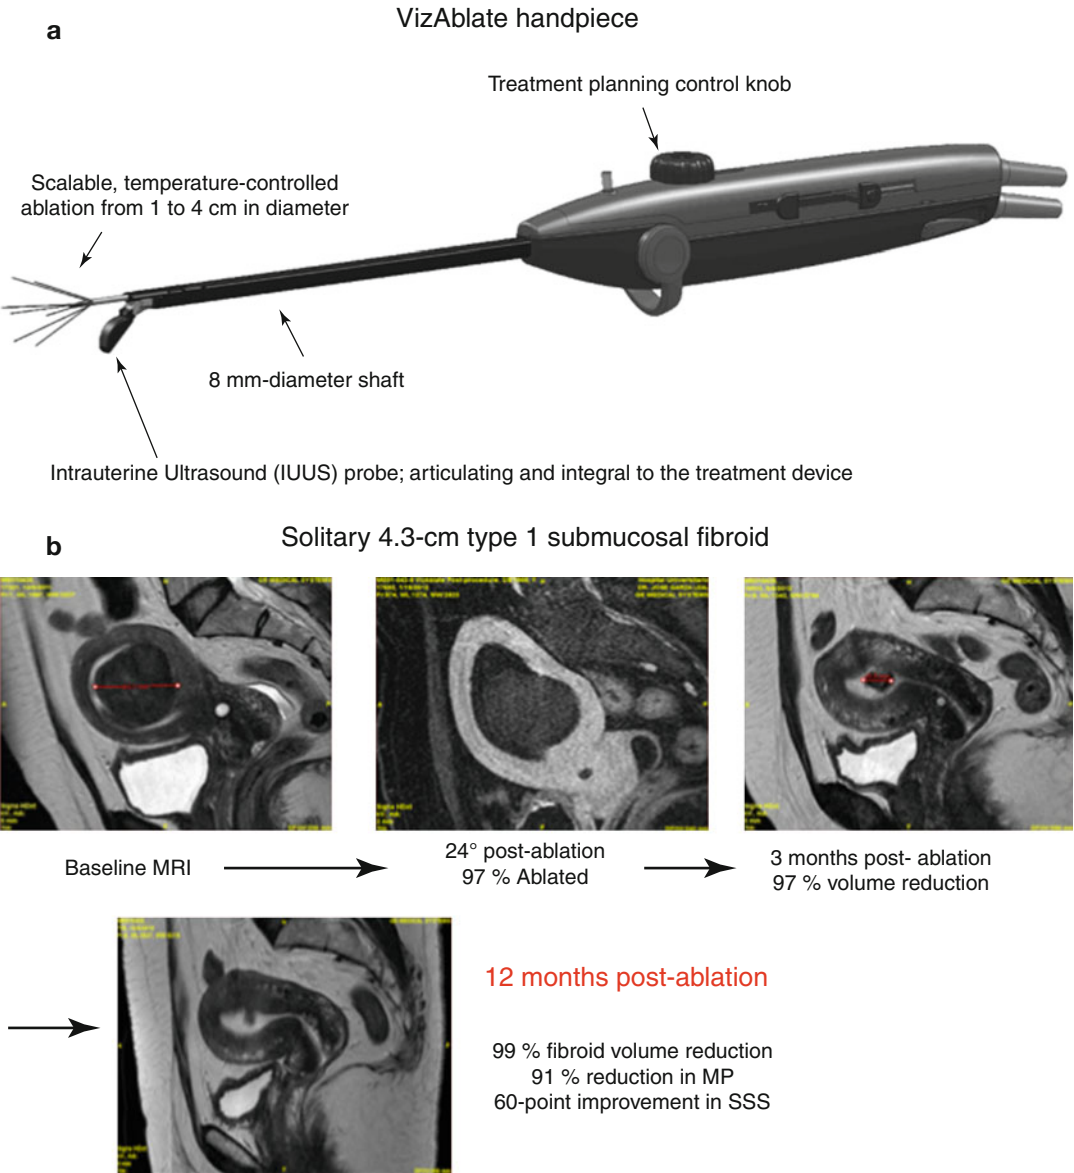 a
VizAblate handpiece
Treatment planning control knob
Scalable, temperature-controlled
ablation from 1 to 4 cm in diameter
8 mm-diameter shaft
Intrauterine Ultrasound (IUUS) probe; articulating and integral to the treatment device
b
Solitary 4.3-cm type 1 submucosal fibroid
Baseline MRI
24° post-ablation
97 % Ablated
3 months post- ablation
97 % volume reduction
12 months post-ablation
99 % fibroid volume reduction
91 % reduction in MP
60-point improvement in SSS